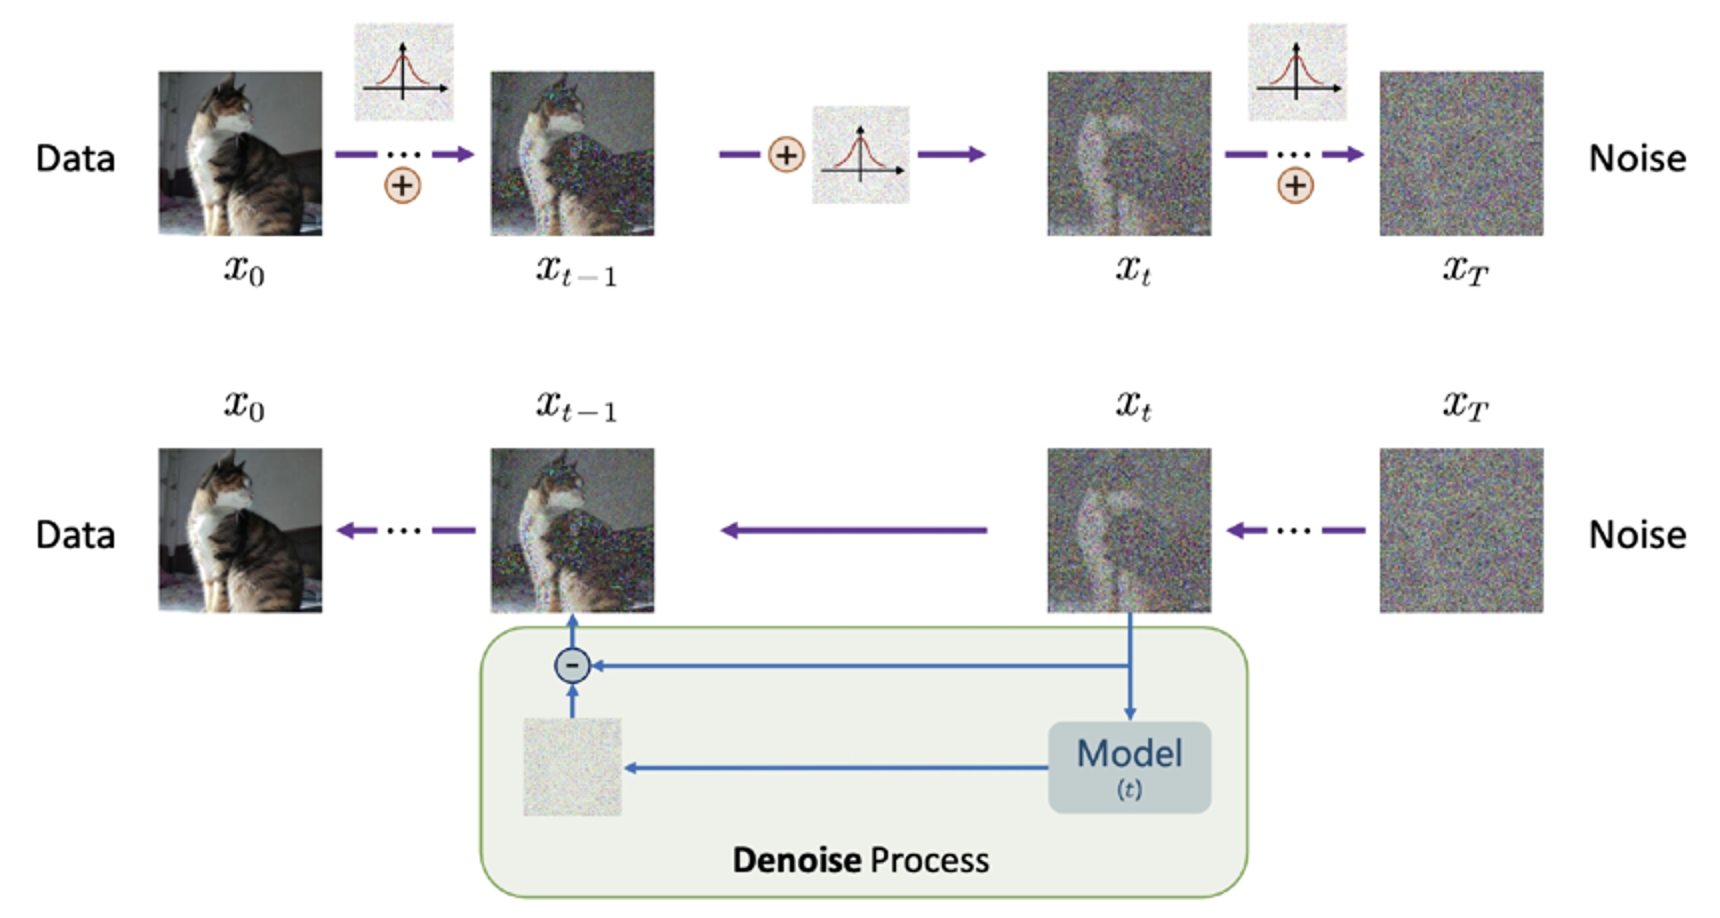 Data
... 
+
+
...
+
Noise
x_0
x_{t-1}
x_t
x_T
x_0
x_{t-1}
x_t
x_T
Data
...
...
Noise
-
Model
(t)
Denoise Process